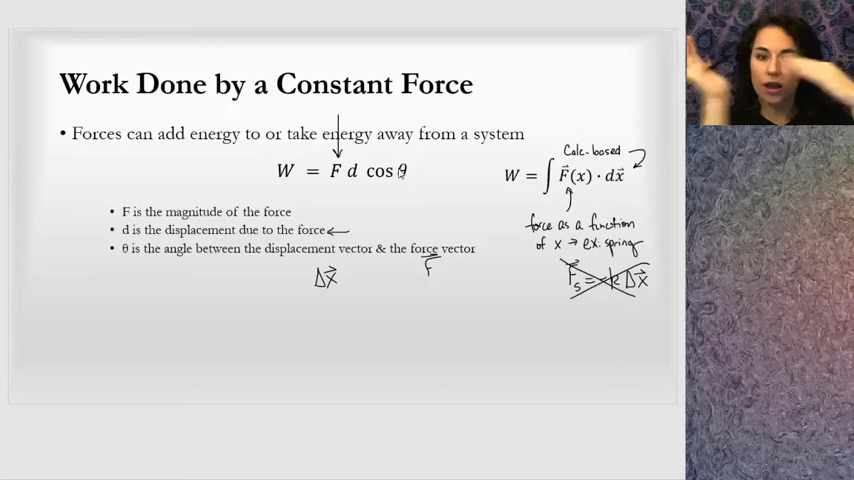 Work Done by a Constant Force
• Forces can add energy to or take energy away from a system
W = F d cos θ
• F is the magnitude of the force
• d is the displacement due to the force
• θ is the angle between the displacement vector & the force vector
Δx⃗
F⃗
Calc-based
W = ∫ F⃗(x) · dx⃗
force as a function
of x → ex: spring
F⃗s = -k Δx⃗